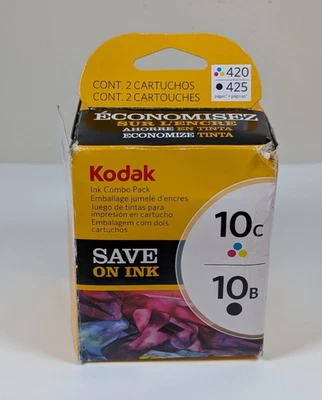 CONT. 2 CARTUCHOS
CONT. 2 CARTOUCHES
420
425
pages* • páginas*
ÉCONOMISEZ
SUR L'ENCRE
AHORRE EN TINTA
ECONOMIZE TINTA
Kodak
Ink Combo Pack
Emballage jumelé d'encres
Juego de tintas para
impresión en cartucho
Embalagem com dois
cartuchos
SAVE
ON INK
10C
10B